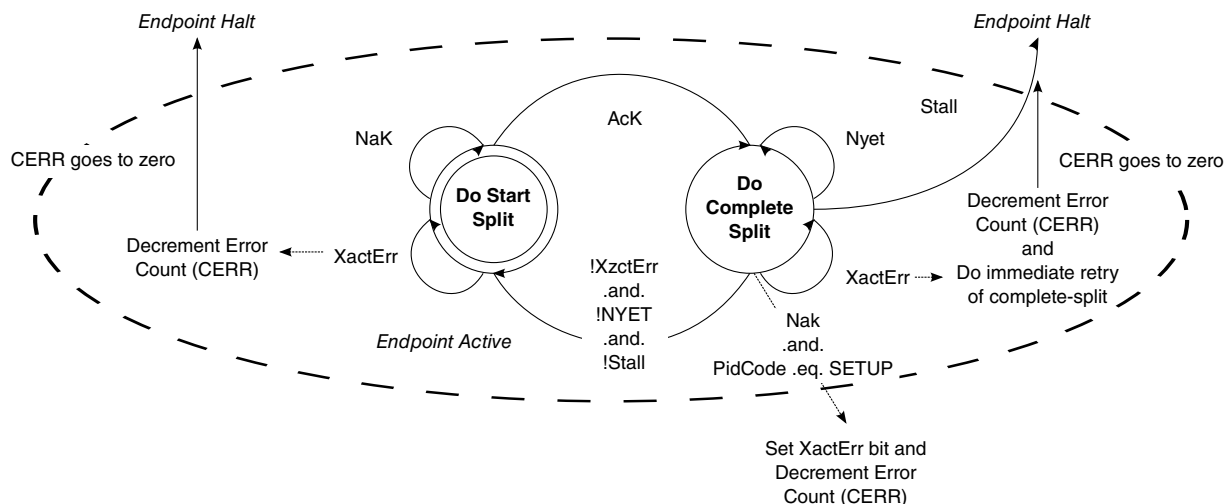 Endpoint Halt
Endpoint Halt
AcK
Stall
NaK
Nyet
CERR goes to zero
CERR goes to zero
Do Start
Split
Do
Complete
Split
Decrement Error
Count (CERR)
XactErr
!XzctErr
.and.
!NYET
.and.
!Stall
XactErr
Decrement Error
Count (CERR)
and
Do immediate retry
of complete-split
Endpoint Active
Nak
.and.
PidCode .eq. SETUP
Set XactErr bit and
Decrement Error
Count (CERR)